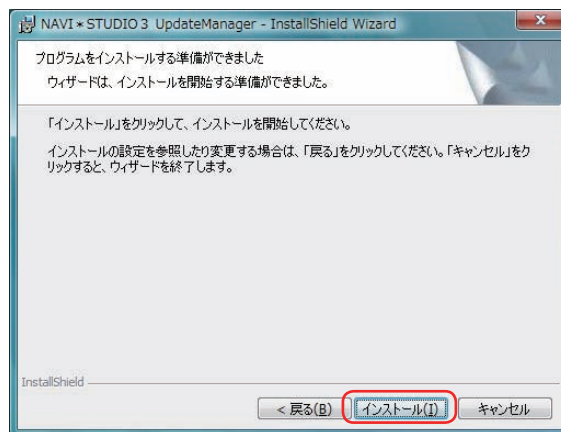 NAVI*STUDIO3 UpdateManager - InstallShield Wizard
プログラムをインストールする準備ができました
ウィザードは、インストールを開始する準備ができました。
「インストール」をクリックして、インストールを開始してください。
インストールの設定を参照したり変更する場合は、「戻る」をクリックしてください。「キャンセル」をク
リックすると、ウィザードを終了します。
InstallShield
< 戻る(B) インストール(I) キャンセル